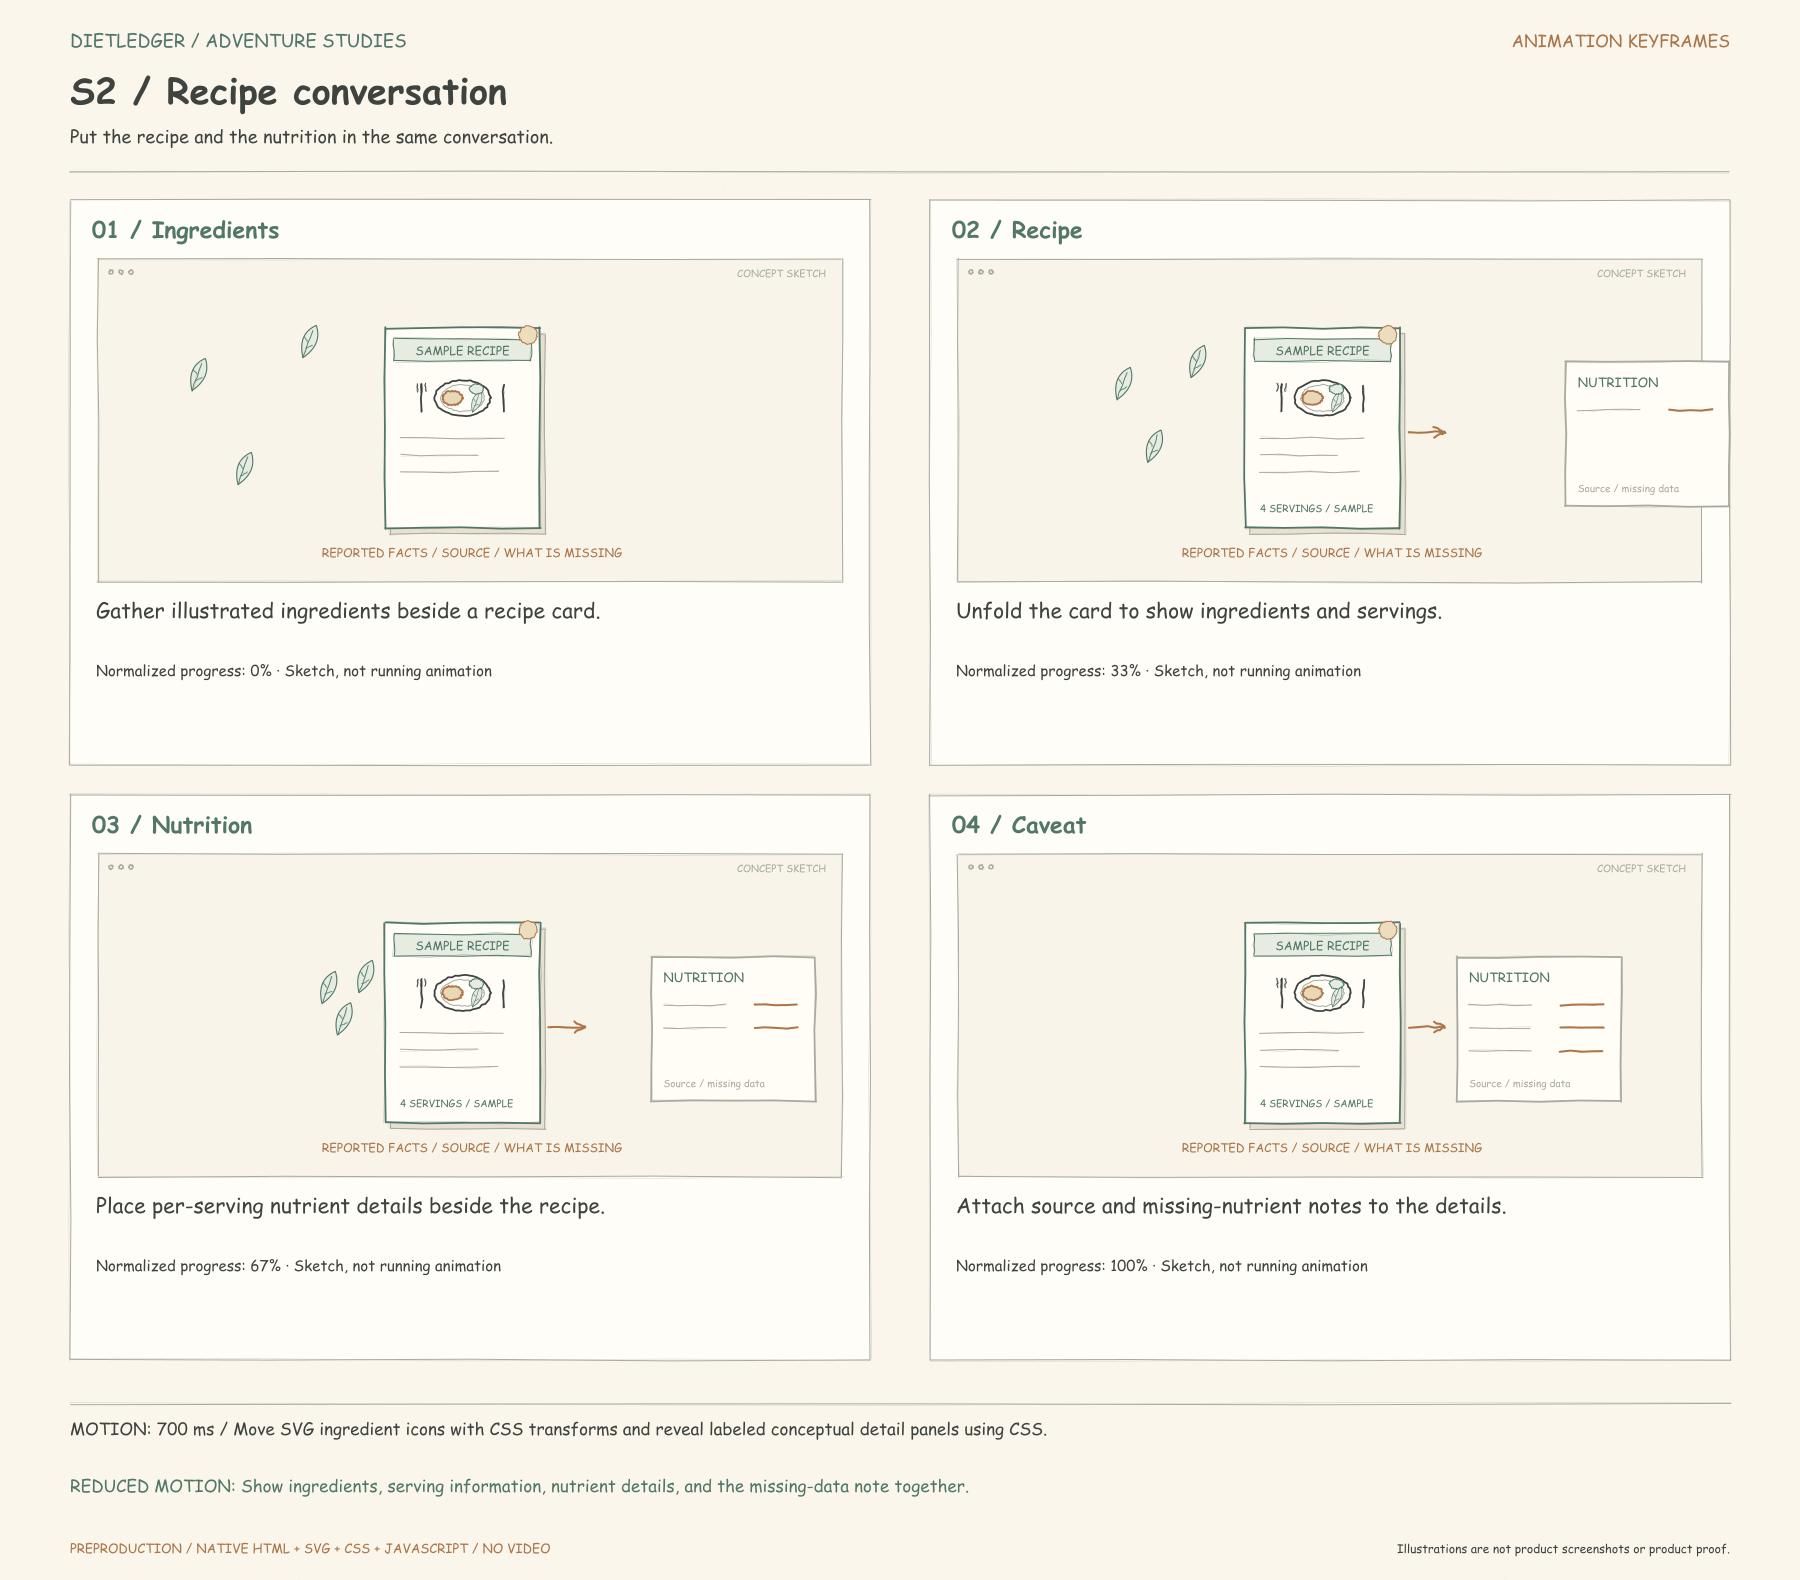 DIETLEDGER / ADVENTURE STUDIES
ANIMATION KEYFRAMES
S2 / Recipe conversation
Put the recipe and the nutrition in the same conversation.
01 / Ingredients
CONCEPT SKETCH
SAMPLE RECIPE
REPORTED FACTS / SOURCE / WHAT IS MISSING
Gather illustrated ingredients beside a recipe card.
Normalized progress: 0% · Sketch, not running animation
02 / Recipe
CONCEPT SKETCH
SAMPLE RECIPE
NUTRITION
Source / missing data
4 SERVINGS / SAMPLE
REPORTED FACTS / SOURCE / WHAT IS MISSING
Unfold the card to show ingredients and servings.
Normalized progress: 33% · Sketch, not running animation
03 / Nutrition
CONCEPT SKETCH
SAMPLE RECIPE
NUTRITION
Source / missing data
4 SERVINGS / SAMPLE
REPORTED FACTS / SOURCE / WHAT IS MISSING
Place per-serving nutrient details beside the recipe.
Normalized progress: 67% · Sketch, not running animation
04 / Caveat
CONCEPT SKETCH
SAMPLE RECIPE
NUTRITION
Source / missing data
4 SERVINGS / SAMPLE
REPORTED FACTS / SOURCE / WHAT IS MISSING
Attach source and missing-nutrient notes to the details.
Normalized progress: 100% · Sketch, not running animation
MOTION: 700 ms / Move SVG ingredient icons with CSS transforms and reveal labeled conceptual detail panels using CSS.
REDUCED MOTION: Show ingredients, serving information, nutrient details, and the missing-data note together.
PREPRODUCTION / NATIVE HTML + SVG + CSS + JAVASCRIPT / NO VIDEO
Illustrations are not product screenshots or product proof.